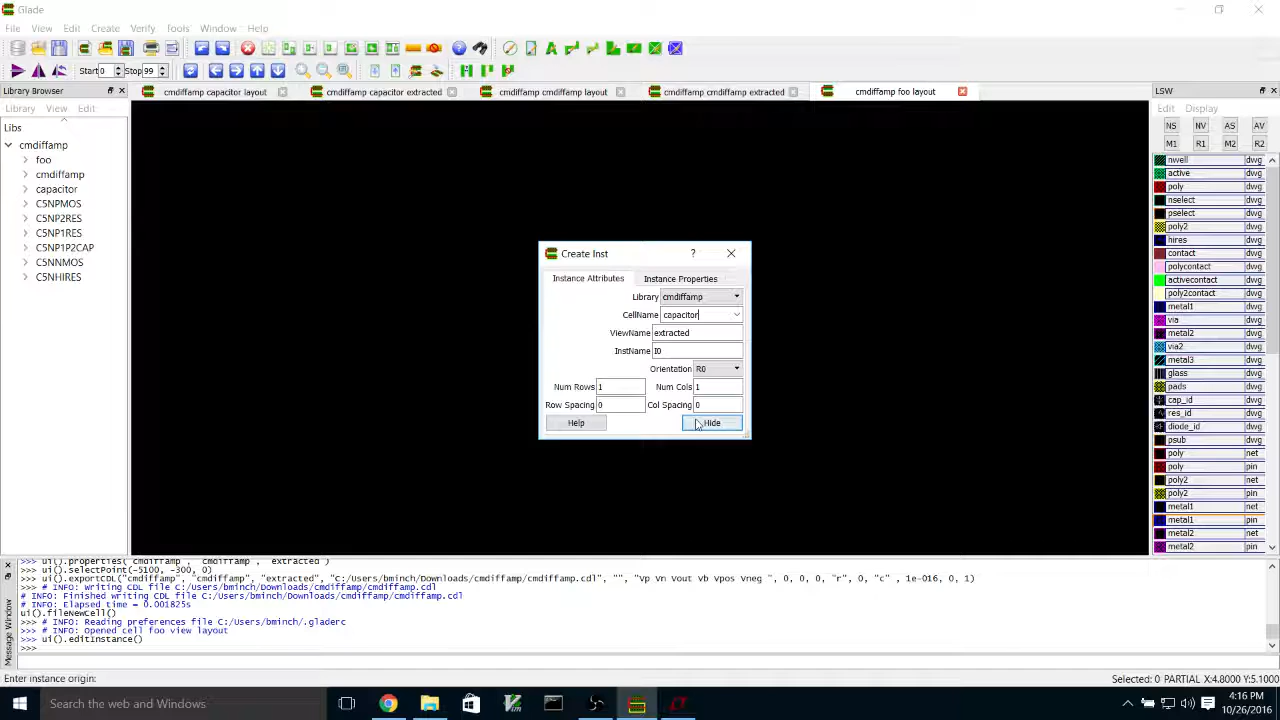 Glade
File View Edit Create Verify Tools Window Help
Start 0 Stop 99
Library Browser
cmdiffamp capacitor layout
cmdiffamp capacitor extracted
cmdiffamp cmdiffamp layout
cmdiffamp cmdiffamp extracted
cmdiffamp foo layout
LSW
Library View Edit
Edit Display
Libs
NS NV AS AV
M1 R1 M2 R2
cmdiffamp
foo
cmdiffamp
capacitor
C5NPMOS
C5NP2RES
C5NP1RES
C5NP1P2CAP
C5NNMOS
C5NHIRES
Create Inst ?
Instance Attributes Instance Properties
Library cmdiffamp
CellName capacitor
ViewName extracted
InstName I0
Orientation R0
Num Rows 1 Num Cols 1
Row Spacing 0 Col Spacing 0
Help Hide
nwell dwg
active dwg
poly dwg
nselect dwg
pselect dwg
poly2 dwg
hires dwg
contact dwg
polycontact dwg
activecontact dwg
poly2contact dwg
metal1 dwg
via dwg
metal2 dwg
via2 dwg
metal3 dwg
glass dwg
pads dwg
cap_id dwg
res_id dwg
diode_id dwg
psub dwg
poly net
poly pin
poly2 net
poly2 pin
metal1 net
metal1 pin
metal2 net
metal2 pin
Message Window
>>> ui().properties("cmdiffamp", "cmdiffamp", "extracted")
>>> ui().selectPoint(-5100, -300, 0)
>>> ui().exportCDL("cmdiffamp", "cmdiffamp", "extracted", "C:/Users/bminch/Downloads/cmdiffamp/cmdiffamp.cdl", "", "Vp Vn Vout Vb Vpos Vneg ", 0, 0, 0, "r", 0, "c" , 1e-016, 0, 1)
>>> # INFO: Writing CDL file C:/Users/bminch/Downloads/cmdiffamp/cmdiffamp.cdl
>>> # INFO: Finished writing CDL file C:/Users/bminch/Downloads/cmdiffamp/cmdiffamp.cdl
>>> # INFO: Elapsed time = 0.001825s
ui().fileNewCell()
>>> # INFO: Reading preferences file C:/Users/bminch/.gladerc
>>> # INFO: Opened cell foo view layout
>>> ui().editInstance()
>>>
Enter instance origin:
Selected: 0 PARTIAL X:4.8000 Y:5.1000
Search the web and Windows
4:16 PM
10/26/2016